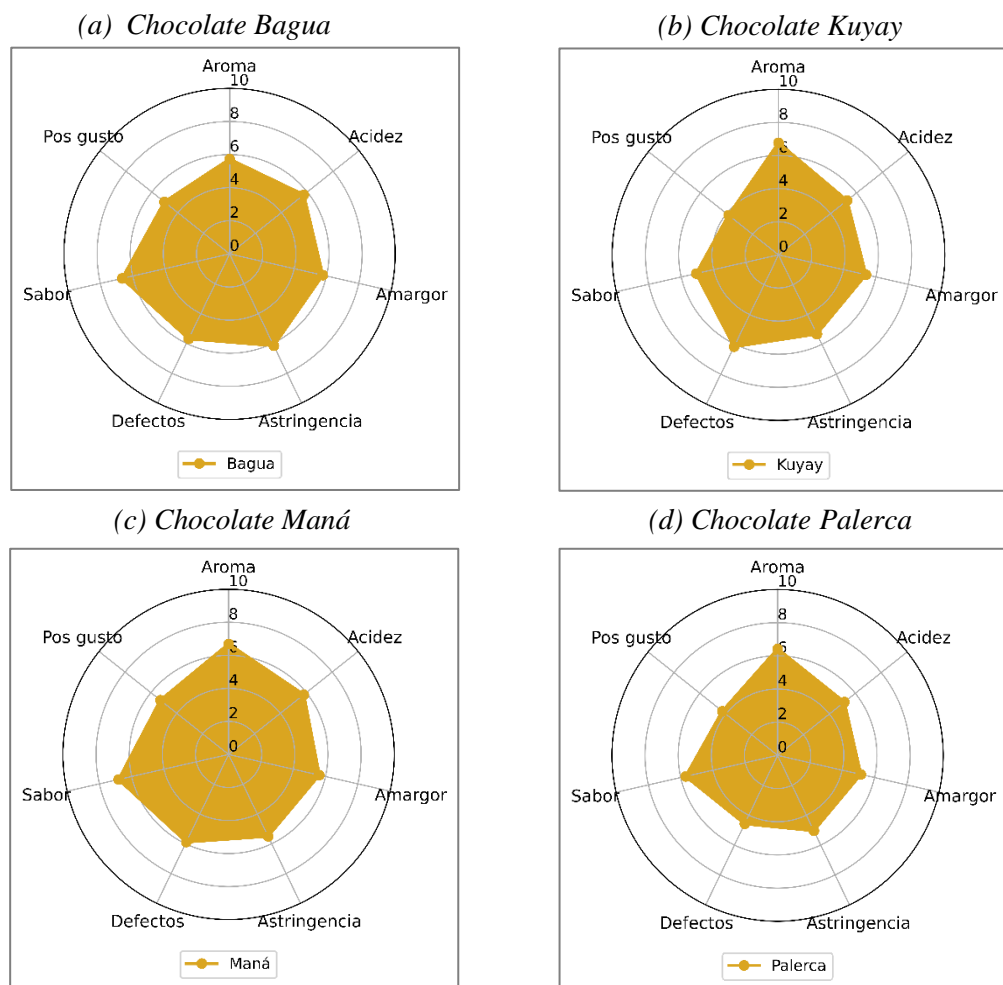 (a) Chocolate Bagua
Aroma
10
8
6
4
2
0
Pos gusto
Acidez
Sabor
Amargor
Defectos
Astringencia
Bagua
(b) Chocolate Kuyay
Aroma
10
8
6
4
2
0
Pos gusto
Acidez
Sabor
Amargor
Defectos
Astringencia
Kuyay
(c) Chocolate Maná
Aroma
10
8
6
4
2
0
Pos gusto
Acidez
Sabor
Amargor
Defectos
Astringencia
Maná
(d) Chocolate Palerca
Aroma
10
8
6
4
2
0
Pos gusto
Acidez
Sabor
Amargor
Defectos
Astringencia
Palerca